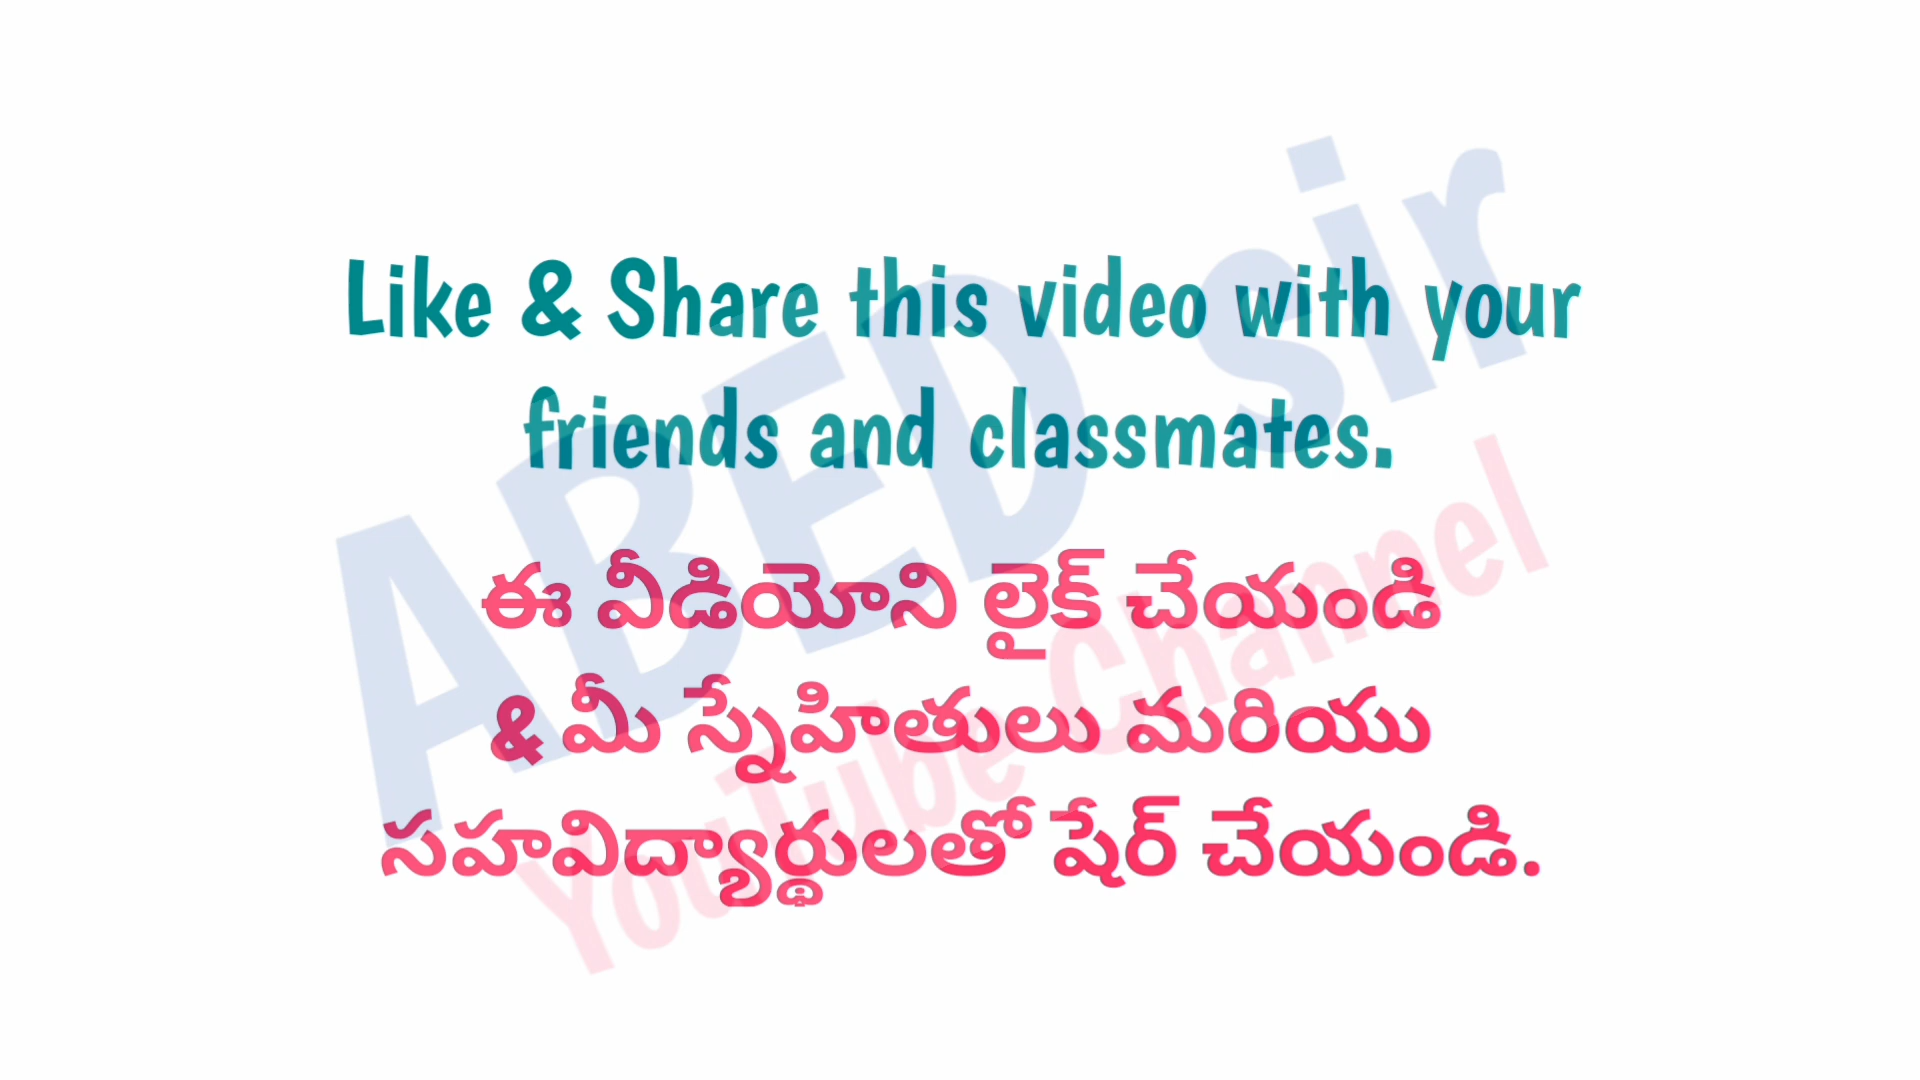 Like & Share this video with your
friends and classmates.
ఈ వీడియోని లైక్ చేయండి
& మీ స్నేహితులు మరియు
సహవిద్యార్థులతో షేర్ చేయండి.
ABED sir
YouTube Channel